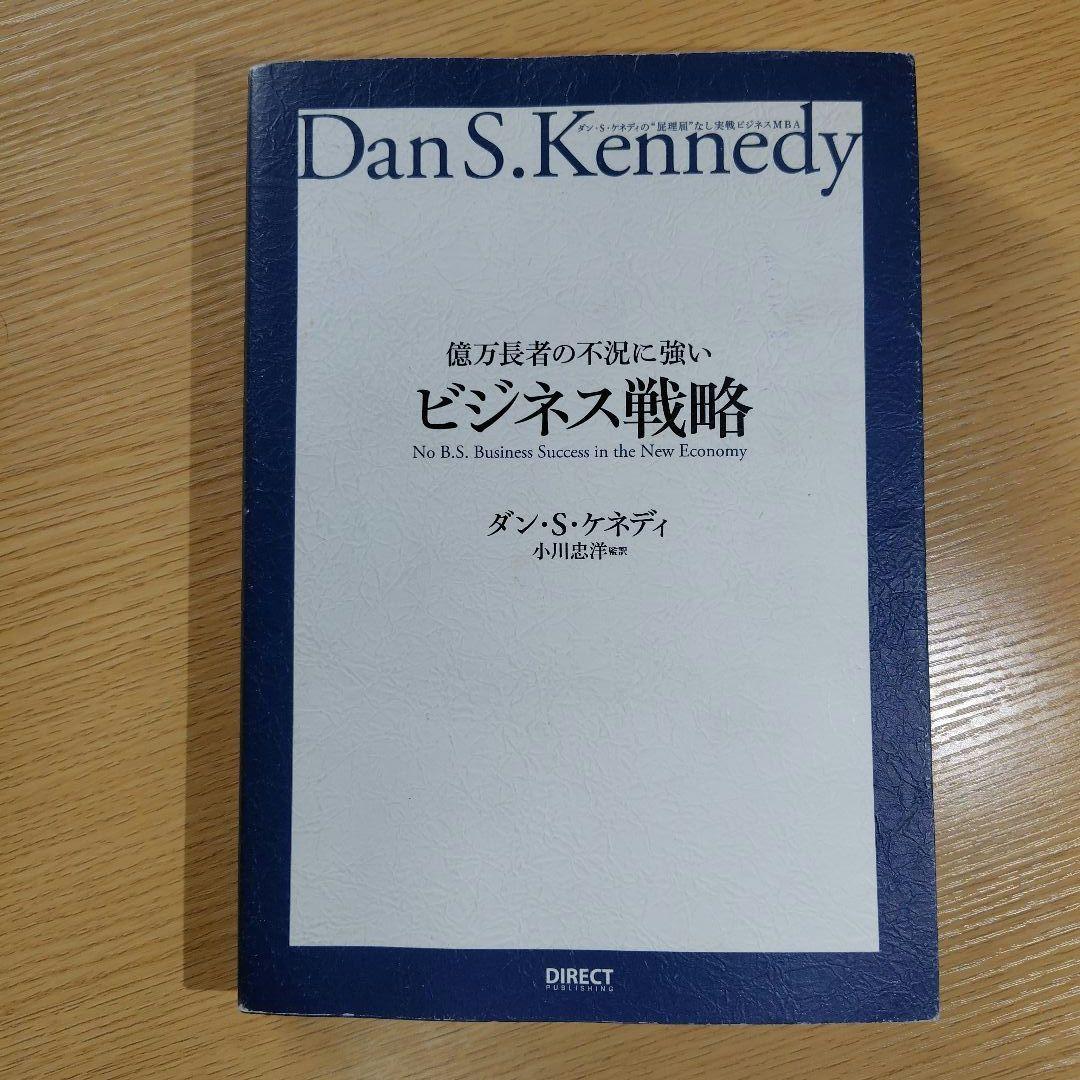 ダン・S・ケネディの“屁理屈”なし実戦ビジネスMBA
Dan S. Kennedy
億万長者の不況に強い
ビジネス戦略
No B.S. Business Success in the New Economy
ダン・S・ケネディ
小川忠洋 監訳
DIRECT
PUBLISHING